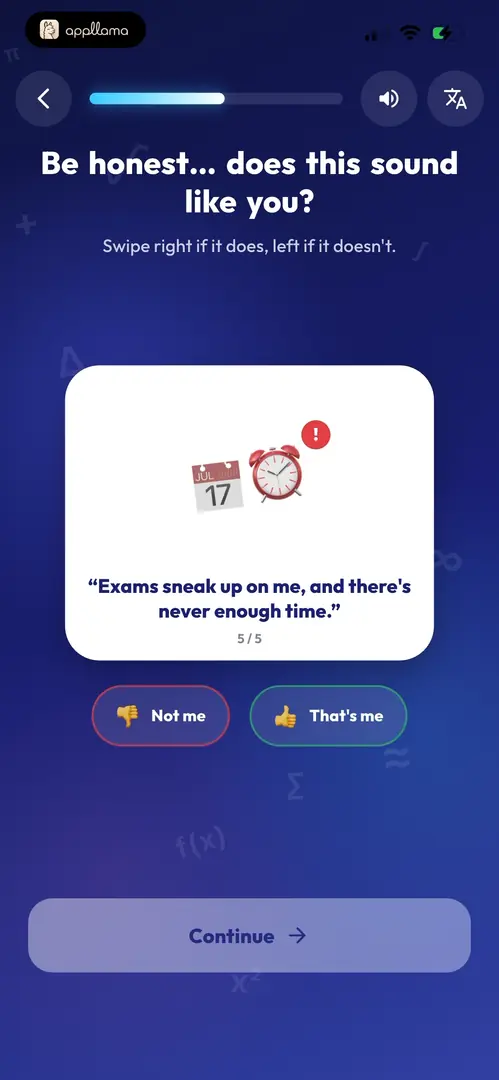 appllama
Be honest... does this sound
like you?
Swipe right if it does, left if it doesn't.
JUL
17
!
“Exams sneak up on me, and there's
never enough time.”
5 / 5
👎 Not me
👍 That's me
Continue →
π
+
∫
∫
Δ
∞
≈
Σ
f(x)
x²